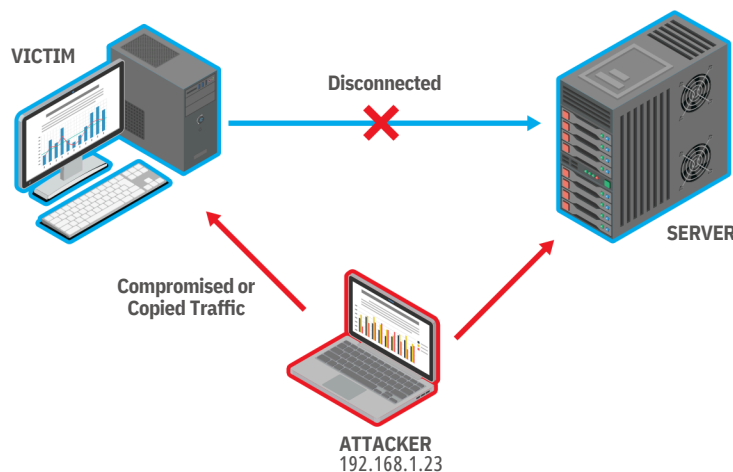 VICTIM
Disconnected
SERVER
Compromised or
Copied Traffic
ATTACKER
192.168.1.23